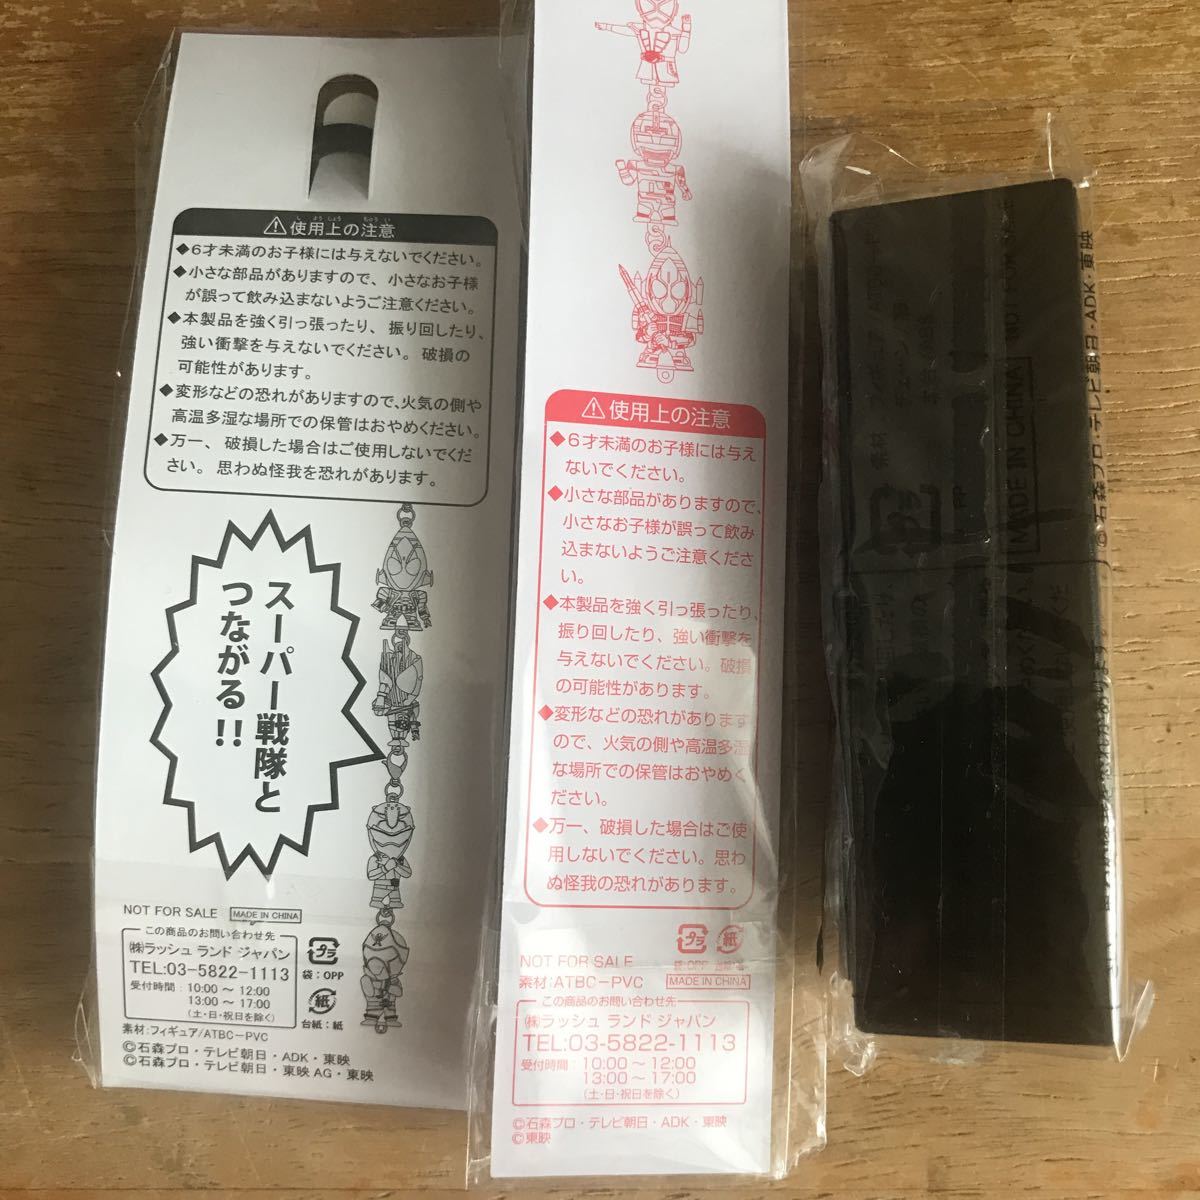 しようじょう ちゅうい
⚠使用上の注意
◆6才未満のお子様には与えないでください。
◆小さな部品がありますので、小さなお子様
が誤って飲み込まないようご注意ください。
◆本製品を強く引っ張ったり、振り回したり、
強い衝撃を与えないでください。破損の
可能性があります。
◆変形などの恐れがありますので、火気の側や
高温多湿な場所での保管はおやめください。
◆万一、破損した場合はご使用しないでくだ
さい。思わぬ怪我を恐れがあります。
スーパー戦隊と
つながる!!
NOT FOR SALE MADE IN CHINA
この商品のお問い合わせ先
㈱ラッシュ ランド ジャパン
TEL:03-5822-1113
受付時間:10:00～12:00
13:00～17:00
(土・日・祝日を除く)
プラ
袋:OPP
紙
台紙:紙
素材:フィギュア/ATBC-PVC
©石森プロ・テレビ朝日・ADK・東映
©石森プロ・テレビ朝日・東映AG・東映
⚠使用上の注意
◆6才未満のお子様には与え
ないでください。
◆小さな部品がありますので、
小さなお子様が誤って飲み
込まないようご注意くださ
い。
◆本製品を強く引っ張ったり、
振り回したり、強い衝撃を
与えないでください。破損
の可能性があります。
◆変形などの恐れがあります
ので、火気の側や高温多湿
な場所での保管はおやめく
ださい。
◆万一、破損した場合はご使
用しないでください。思わ
ぬ怪我の恐れがあります。
プラ 紙
袋:OPP 台紙:紙
NOT FOR SALE
素材:ATBC-PVC MADE IN CHINA
この商品のお問い合わせ先
㈱ラッシュ ランド ジャパン
TEL:03-5822-1113
受付時間:10:00～12:00
13:00～17:00
(土・日・祝日を除く)
©石森プロ・テレビ朝日・ADK・東映
©東映
©石森プロ・テレビ朝日・ADK・東映
MADE IN CHINA NOT FOR
素材